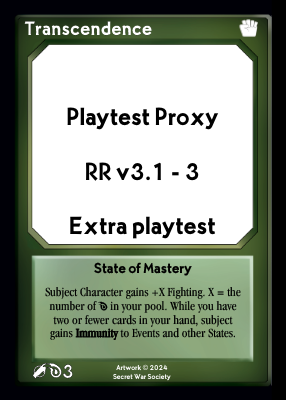 Transcendence
Playtest Proxy
RR v3.1 - 3
Extra playtest
State of Mastery
Subject Character gains +X Fighting. X = the
number of in your pool. While you have
two or fewer cards in your hand, subject
gains Immunity to Events and other States.
3
Artwork © 2024
Secret War Society